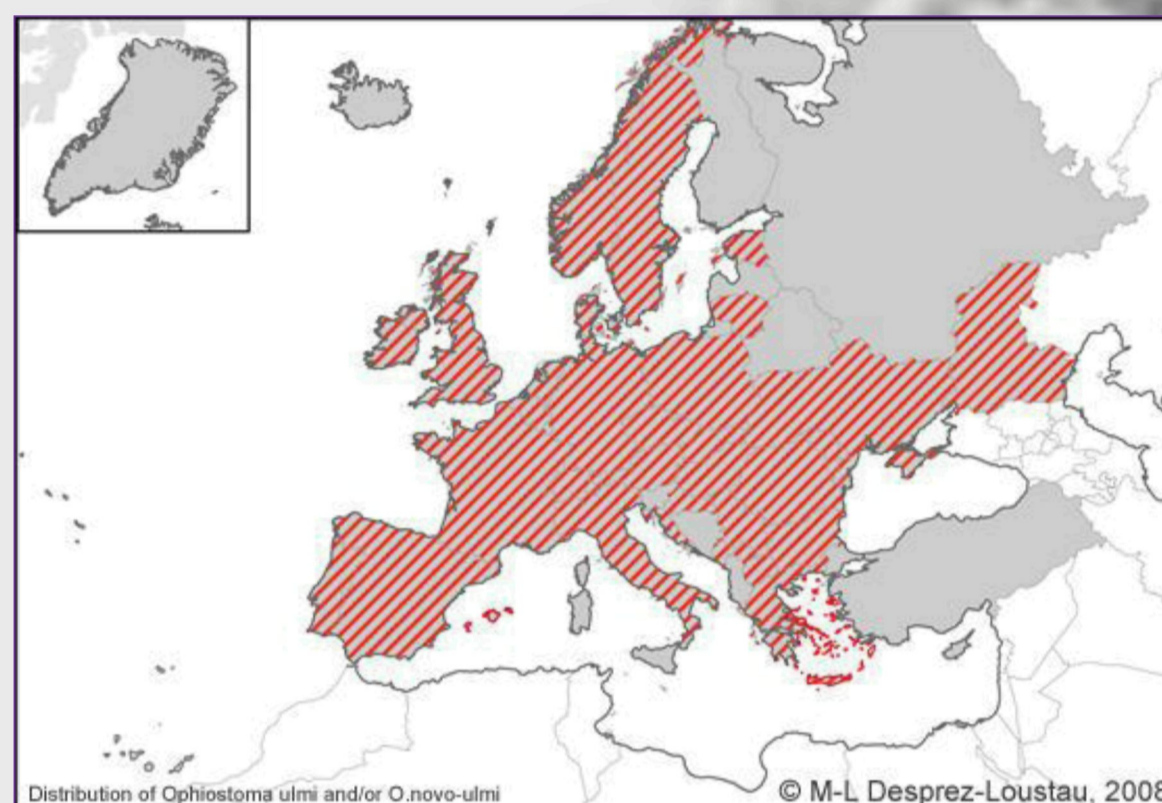 Distribution of Ophiostoma ulmi and/or O.novo-ulmi
© M-L Desprez-Loustau, 2008